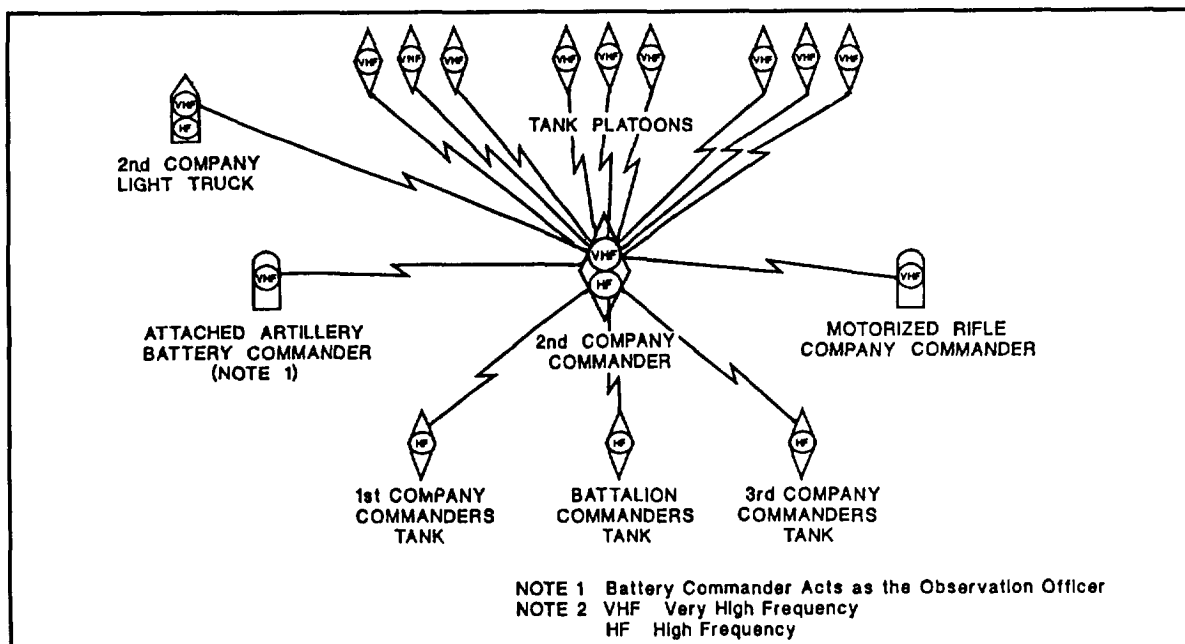 VHF VHF VHF VHF VHF VHF VHF VHF VHF
TANK PLATOONS
VHF
HF
2nd COMPANY
LIGHT TRUCK
VHF
HF
VHF
ATTACHED ARTILLERY
BATTERY COMMANDER
(NOTE 1)
2nd COMPANY
COMMANDER
VHF
MOTORIZED RIFLE
COMPANY COMMANDER
HF
1st COMPANY
COMMANDERS
TANK
HF
BATTALION
COMMANDERS
TANK
HF
3rd COMPANY
COMMANDERS
TANK
NOTE 1 Battery Commander Acts as the Observation Officer
NOTE 2 VHF Very High Frequency
HF High Frequency